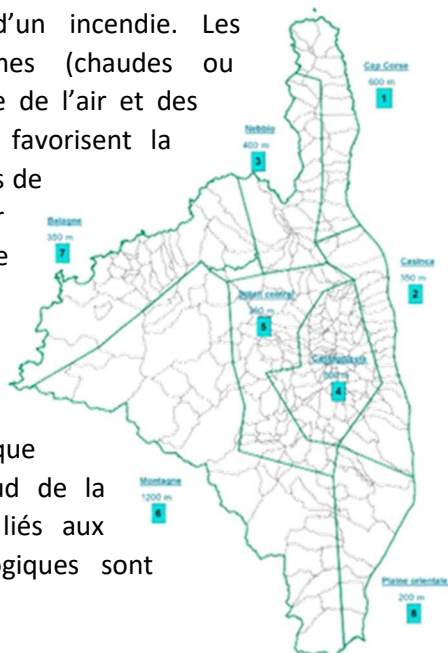 d’un incendie. Les
nes (chaudes ou
e de l’air et des
favorisent la
s de
r
e
que
ud de la
liés aux
giques sont
Cap Corse
600 m
1
Nebbio
400 m
3
Balagne
350 m
7
Casinca
350 m
2
5
4
Montagne
1200 m
6
Plaine orientale
200 m
8